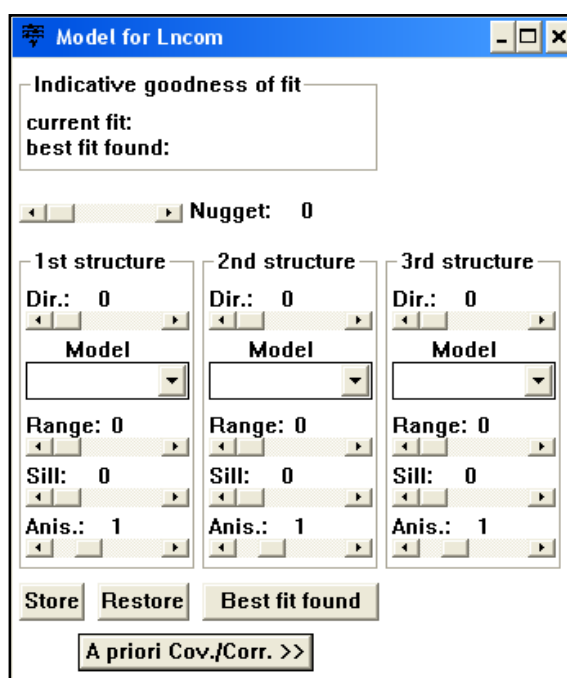 Model for Lncom
Indicative goodness of fit
current fit:
best fit found:
Nugget: 0
1st structure 2nd structure 3rd structure
Dir.: 0 Dir.: 0 Dir.: 0
Model Model Model
Range: 0 Range: 0 Range: 0
Sill: 0 Sill: 0 Sill: 0
Anis.: 1 Anis.: 1 Anis.: 1
Store Restore Best fit found
A priori Cov./Corr. >>